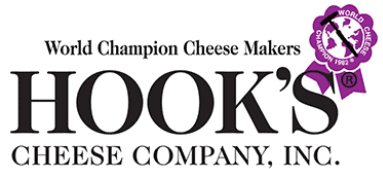 World Champion Cheese Makers
WORLD CHEESE
CHAMPION 1982
HOOK'S®
CHEESE COMPANY, INC.